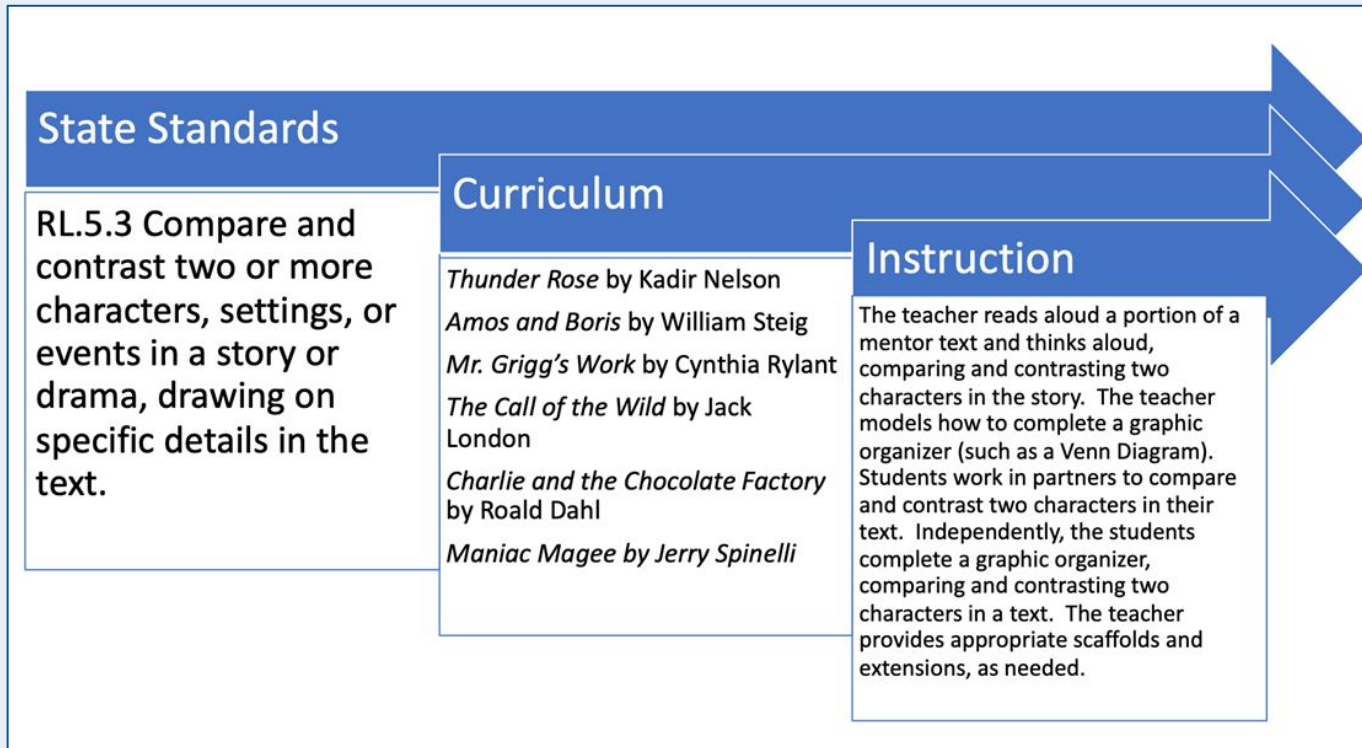 State Standards
RL.5.3 Compare and
contrast two or more
characters, settings, or
events in a story or
drama, drawing on
specific details in the
text.
Curriculum
Thunder Rose by Kadir Nelson
Amos and Boris by William Steig
Mr. Grigg’s Work by Cynthia Rylant
The Call of the Wild by Jack
London
Charlie and the Chocolate Factory
by Roald Dahl
Maniac Magee by Jerry Spinelli
Instruction
The teacher reads aloud a portion of a
mentor text and thinks aloud,
comparing and contrasting two
characters in the story.  The teacher
models how to complete a graphic
organizer (such as a Venn Diagram).
Students work in partners to compare
and contrast two characters in their
text.  Independently, the students
complete a graphic organizer,
comparing and contrasting two
characters in a text.  The teacher
provides appropriate scaffolds and
extensions, as needed.